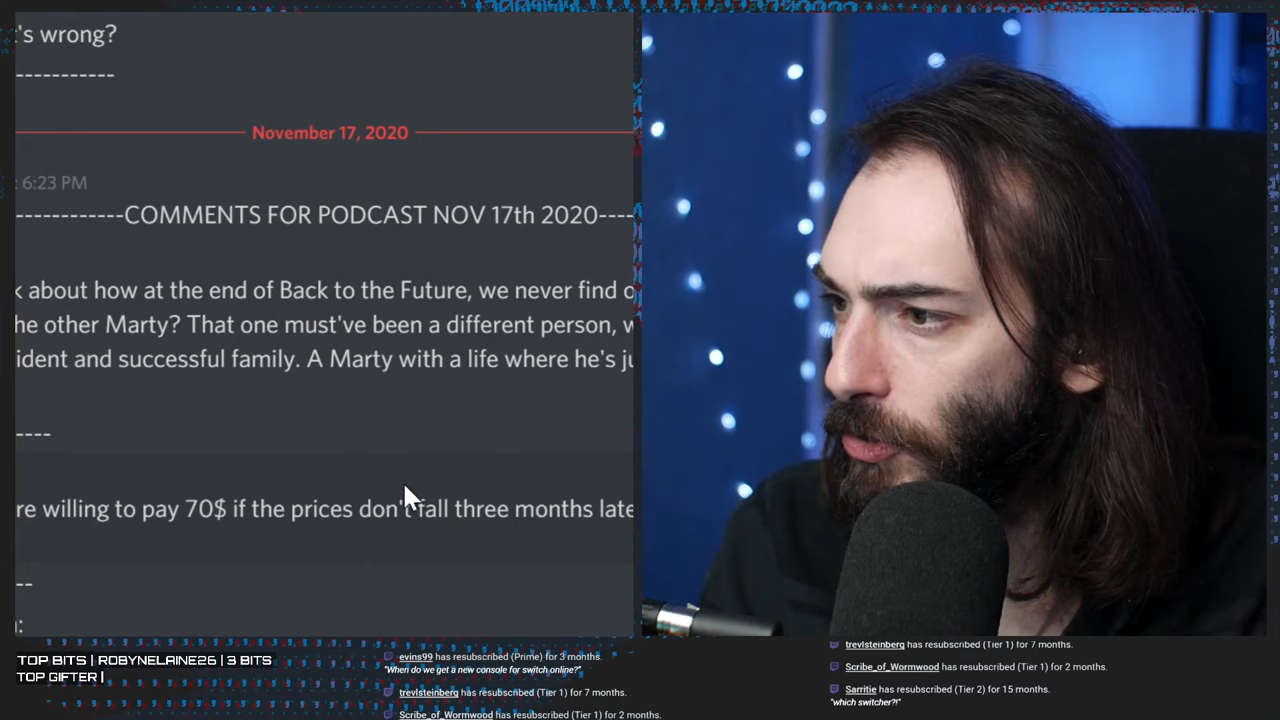 's wrong?
-----------
November 17, 2020
: 6:23 PM
------------COMMENTS FOR PODCAST NOV 17th 2020----
about how at the end of Back to the Future, we never find
he other Marty? That one must've been a different person,
ident and successful family. A Marty with a life where he's
----
re willing to pay 70$ if the prices don't fall three months late
--
TOP BITS | ROBYNELAINE26 | 3 BITS
TOP GIFTER |
evins99 has resubscribed (Prime) for 3 months.
"When do we get a new console for switch online?"
trevlsteinberg has resubscribed (Tier 1) for 7 months.
Scribe_of_Wormwood has resubscribed (Tier 1) for 2 months.
trevlsteinberg has resubscribed (Tier 1) for 7 months.
Scribe_of_Wormwood has resubscribed (Tier 1) for 2 months.
Sarritie has resubscribed (Tier 2) for 15 months.
"which switcher?!"